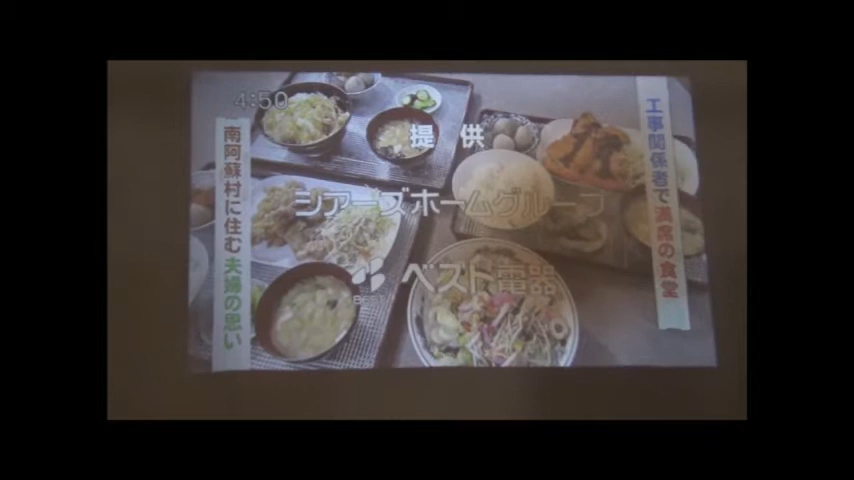 4:50
工事関係者で満席の食堂
提 供
シアーズホームグループ
BEST
ベスト電器
南阿蘇村に住む夫婦の思い